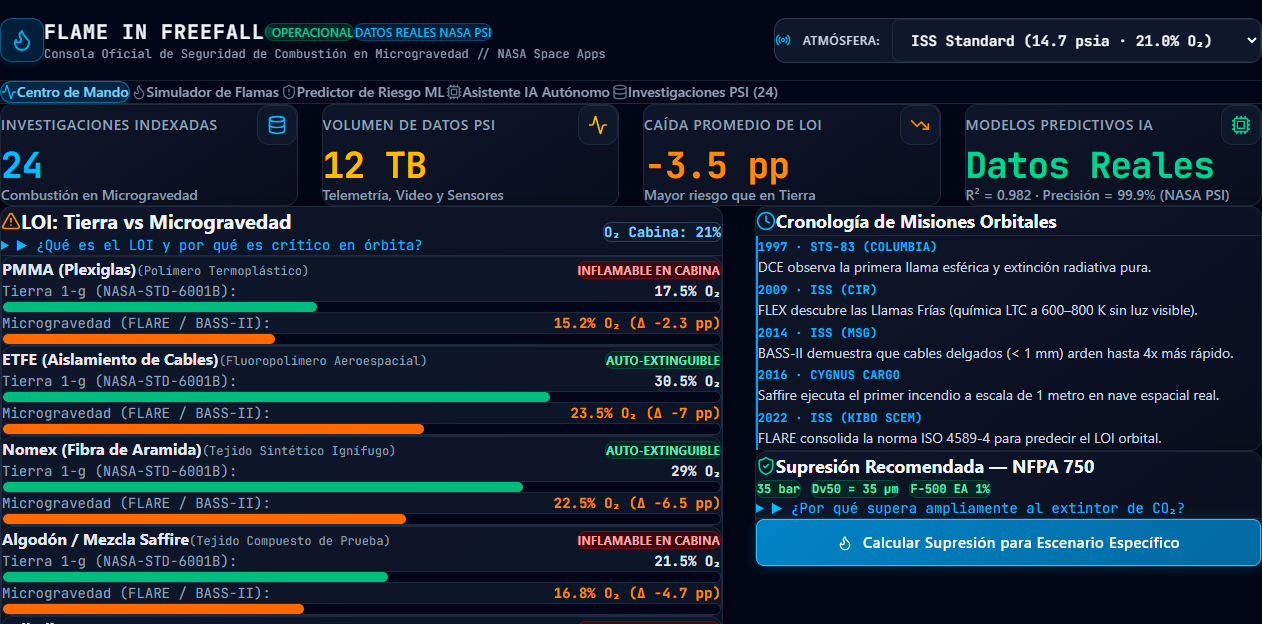 FLAME IN FREEFALL OPERACIONAL DATOS REALES NASA PSI
Consola Oficial de Seguridad de Combustión en Microgravedad // NASA Space Apps
ATMÓSFERA: ISS Standard (14.7 psia · 21.0% O₂)
Centro de Mando Simulador de Flamas Predictor de Riesgo ML Asistente IA Autónomo Investigaciones PSI (24)
INVESTIGACIONES INDEXADAS
24
Combustión en Microgravedad
VOLUMEN DE DATOS PSI
12 TB
Telemetría, Video y Sensores
CAÍDA PROMEDIO DE LOI
-3.5 pp
Mayor riesgo que en Tierra
MODELOS PREDICTIVOS IA
Datos Reales
R² = 0.982 · Precisión = 99.9% (NASA PSI)
LOI: Tierra vs Microgravedad
▶ ▶ ¿Qué es el LOI y por qué es crítico en órbita?
O₂ Cabina: 21%
PMMA (Plexiglas) (Polímero Termoplástico) INFLAMABLE EN CABINA
Tierra 1-g (NASA-STD-6001B): 17.5% O₂
Microgravedad (FLARE / BASS-II): 15.2% O₂ (Δ -2.3 pp)
ETFE (Aislamiento de Cables) (Fluoropolímero Aeroespacial) AUTO-EXTINGUIBLE
Tierra 1-g (NASA-STD-6001B): 30.5% O₂
Microgravedad (FLARE / BASS-II): 23.5% O₂ (Δ -7 pp)
Nomex (Fibra de Aramida) (Tejido Sintético Ignífugo) AUTO-EXTINGUIBLE
Tierra 1-g (NASA-STD-6001B): 29% O₂
Microgravedad (FLARE / BASS-II): 22.5% O₂ (Δ -6.5 pp)
Algodón / Mezcla Saffire (Tejido Compuesto de Prueba) INFLAMABLE EN CABINA
Tierra 1-g (NASA-STD-6001B): 21.5% O₂
Microgravedad (FLARE / BASS-II): 16.8% O₂ (Δ -4.7 pp)
Cronología de Misiones Orbitales
1997 · STS-83 (COLUMBIA)
DCE observa la primera llama esférica y extinción radiativa pura.
2009 · ISS (CIR)
FLEX descubre las Llamas Frías (química LTC a 600–800 K sin luz visible).
2014 · ISS (MSG)
BASS-II demuestra que cables delgados (< 1 mm) arden hasta 4x más rápido.
2016 · CYGNUS CARGO
Saffire ejecuta el primer incendio a escala de 1 metro en nave espacial real.
2022 · ISS (KIBO SCEM)
FLARE consolida la norma ISO 4589-4 para predecir el LOI orbital.
Supresión Recomendada — NFPA 750
35 bar Dv50 = 35 µm F-500 EA 1%
▶ ▶ ¿Por qué supera ampliamente al extintor de CO₂?
Calcular Supresión para Escenario Específico